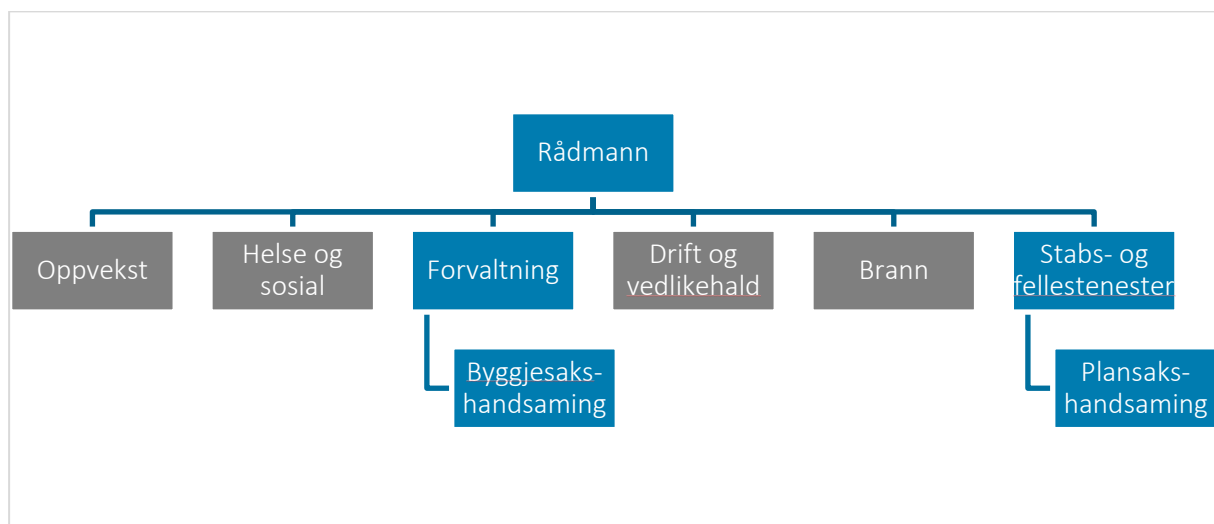 Rådmann
Oppvekst
Helse og
sosial
Forvaltning
Drift og
vedlikehald
Brann
Stabs- og
fellestenester
Byggjesaks-
handsaming
Plansaks-
handsaming